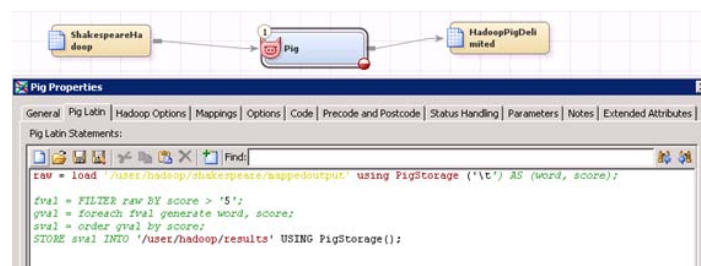 ShakespeareHa
doop
1
Pig
HadoopPigDeli
mited
Pig Properties
General Pig Latin Hadoop Options Mappings Options Code Precode and Postcode Status Handling Parameters Notes Extended Attributes
Pig Latin Statements:
Find:
raw = load '/user/hadoop/shakespeare/mappedoutput' using PigStorage ('\t') AS (word, score);
fval = FILTER raw BY score > '5';
gval = foreach fval generate word, score;
sval = order gval by score;
STORE sval INTO '/user/hadoop/results' USING PigStorage();